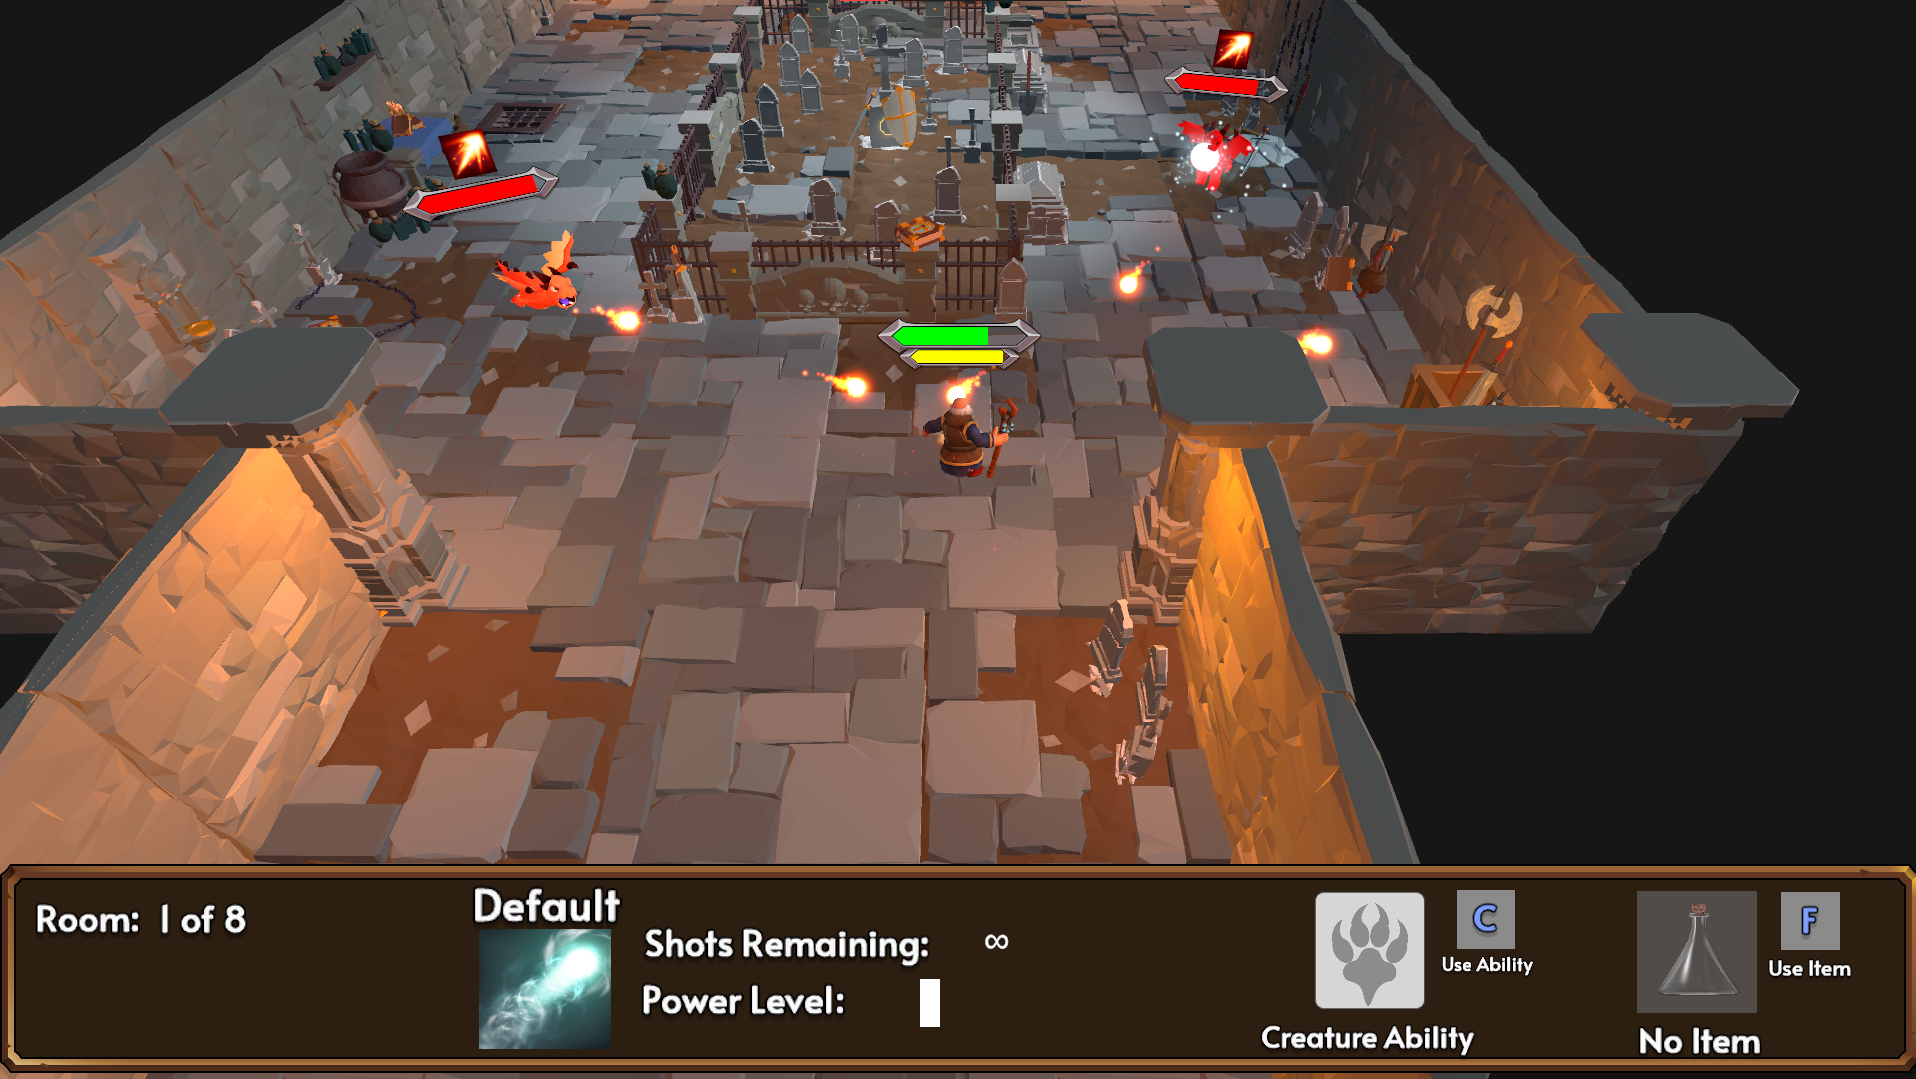 Room: 1 of 8
Default
Shots Remaining: ∞
Power Level:
C
Use Ability
Creature Ability
F
Use Item
No Item